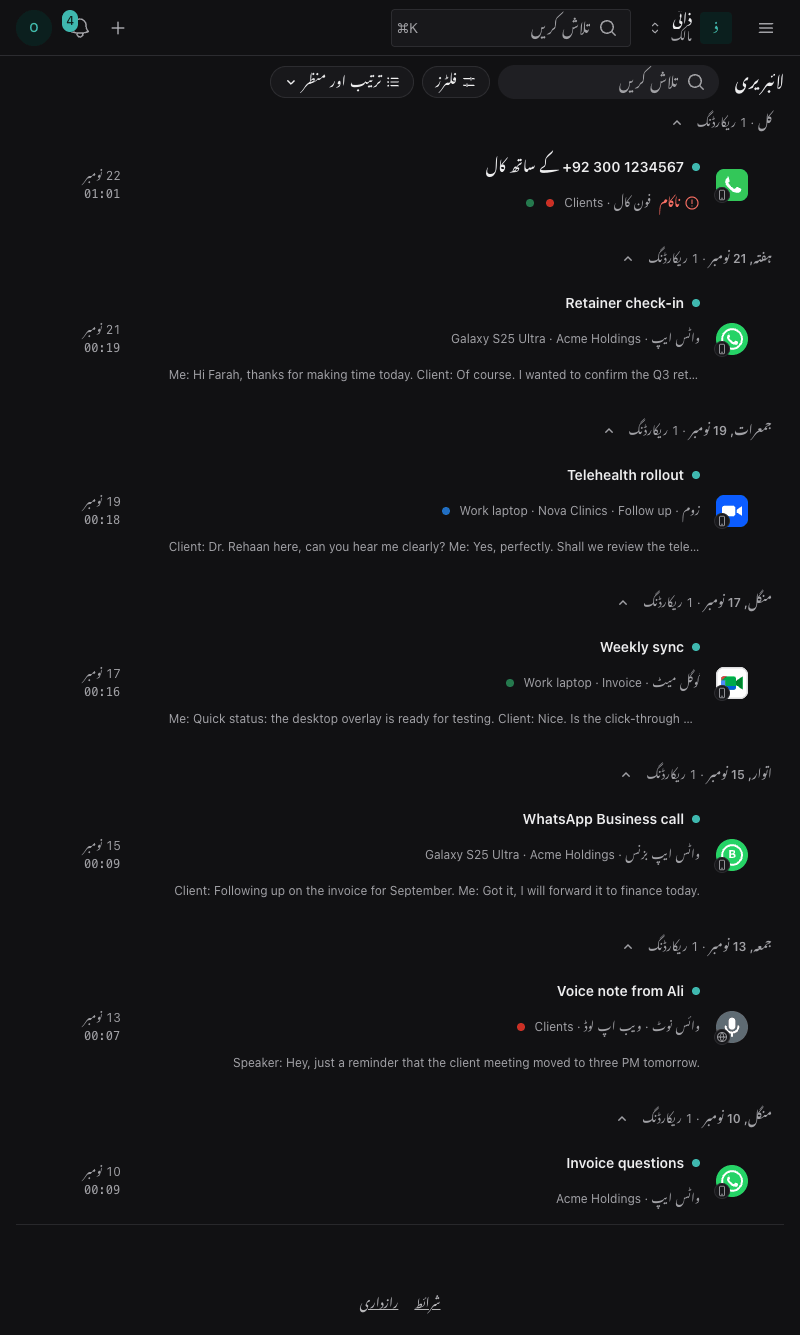 ذ
ذاتی
مالک
تلاش کریں
⌘K
4
O
لائبریری
تلاش کریں
فلٹرز
ترتیب اور منظر
کل · 1 ریکارڈنگ
+92 300 1234567 کے ساتھ کال
ناکام فون کال · Clients
22 نومبر
01:01
ہفتہ, 21 نومبر · 1 ریکارڈنگ
Retainer check-in
واٹس ایپ · Galaxy S25 Ultra · Acme Holdings
Me: Hi Farah, thanks for making time today. Client: Of course. I wanted to confirm the Q3 ret...
21 نومبر
00:19
جمعرات, 19 نومبر · 1 ریکارڈنگ
Telehealth rollout
زوم · Work laptop · Nova Clinics · Follow up
Client: Dr. Rehaan here, can you hear me clearly? Me: Yes, perfectly. Shall we review the tele...
19 نومبر
00:18
منگل, 17 نومبر · 1 ریکارڈنگ
Weekly sync
گوگل میٹ · Work laptop · Invoice
Me: Quick status: the desktop overlay is ready for testing. Client: Nice. Is the click-through ...
17 نومبر
00:16
اتوار, 15 نومبر · 1 ریکارڈنگ
WhatsApp Business call
واٹس ایپ بزنس · Galaxy S25 Ultra · Acme Holdings
Client: Following up on the invoice for September. Me: Got it, I will forward it to finance today.
B
15 نومبر
00:09
جمعہ, 13 نومبر · 1 ریکارڈنگ
Voice note from Ali
وائس نوٹ · ویب اپ لوڈ · Clients
Speaker: Hey, just a reminder that the client meeting moved to three PM tomorrow.
13 نومبر
00:07
منگل, 10 نومبر · 1 ریکارڈنگ
Invoice questions
واٹس ایپ · Acme Holdings
10 نومبر
00:09
شرائط
رازداری